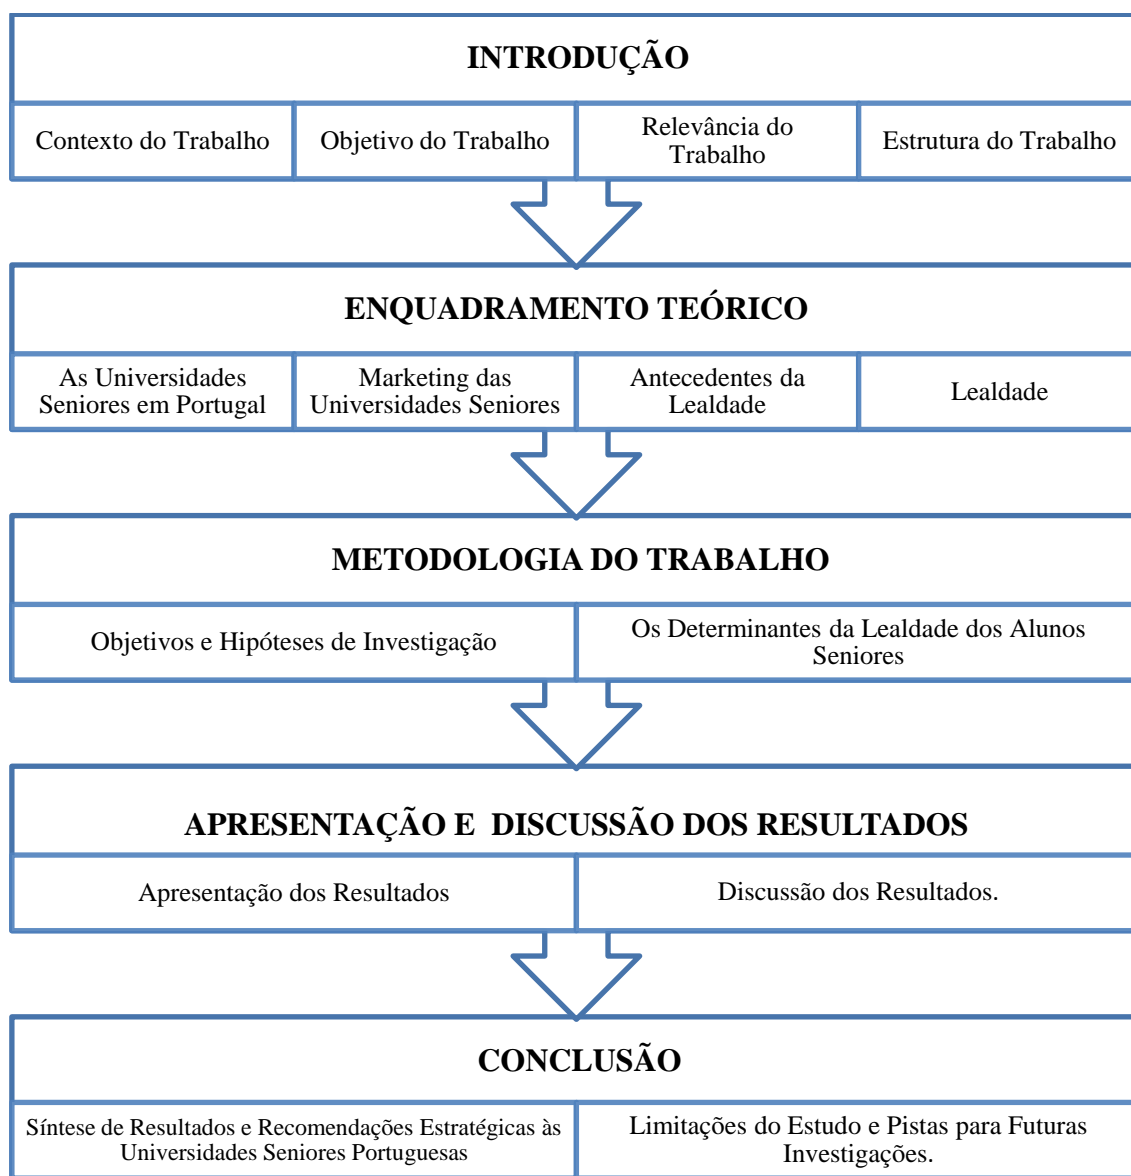 INTRODUÇÃO
Contexto do Trabalho
Objetivo do Trabalho
Relevância do
Trabalho
Estrutura do Trabalho
ENQUADRAMENTO TEÓRICO
As Universidades
Seniores em Portugal
Marketing das
Universidades Seniores
Antecedentes da
Lealdade
Lealdade
METODOLOGIA DO TRABALHO
Objetivos e Hipóteses de Investigação
Os Determinantes da Lealdade dos Alunos
Seniores
APRESENTAÇÃO E DISCUSSÃO DOS RESULTADOS
Apresentação dos Resultados
Discussão dos Resultados.
CONCLUSÃO
Síntese de Resultados e Recomendações Estratégicas às
Universidades Seniores Portuguesas
Limitações do Estudo e Pistas para Futuras
Investigações.